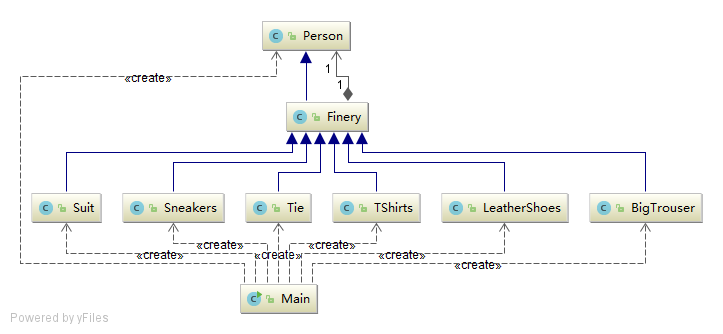 C Person
1
«create»
1
C Finery
C Suit
C Sneakers
C Tie
C TShirts
C LeatherShoes
C BigTrouser
«create»
«create»
«create»
«create»
«create»
«create»
«create»
C Main
Powered by yFiles